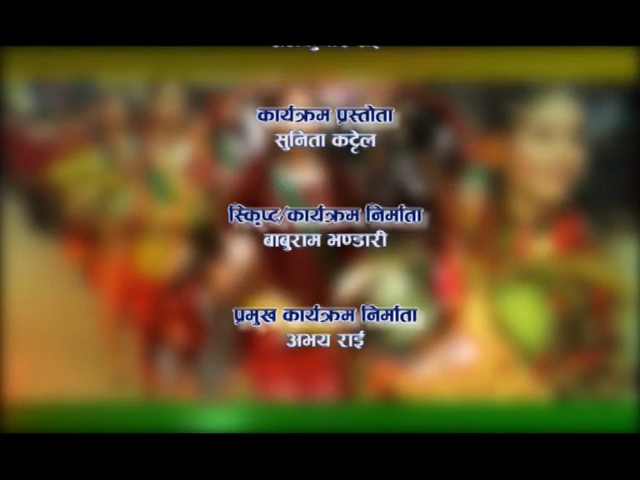 कार्यक्रम प्रस्तोता
सुनिता कट्टेल
स्क्रिप्ट/कार्यक्रम निर्माता
बाबुराम भण्डारी
प्रमुख कार्यक्रम निर्माता
अभय राई